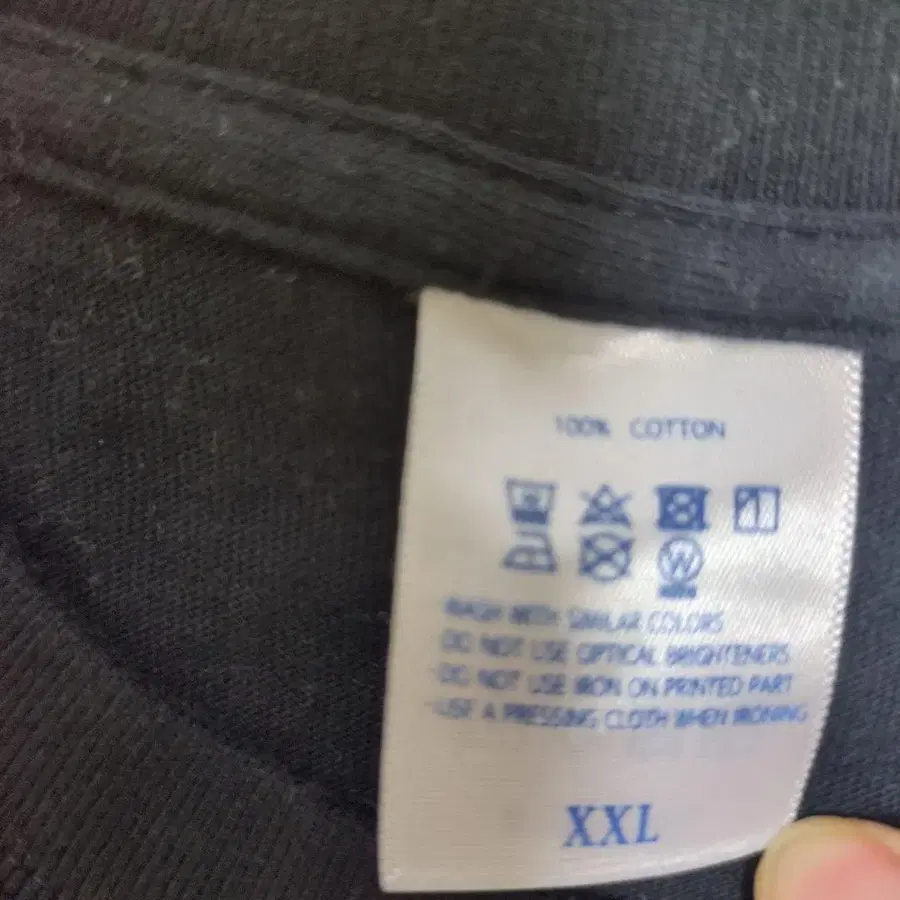 100% COTTON
W
·WASH WITH SIMILAR COLORS
·DO NOT USE OPTICAL BRIGHTENERS
·DO NOT USE IRON ON PRINTED PART
·USE A PRESSING CLOTH WHEN IRONING
XXL